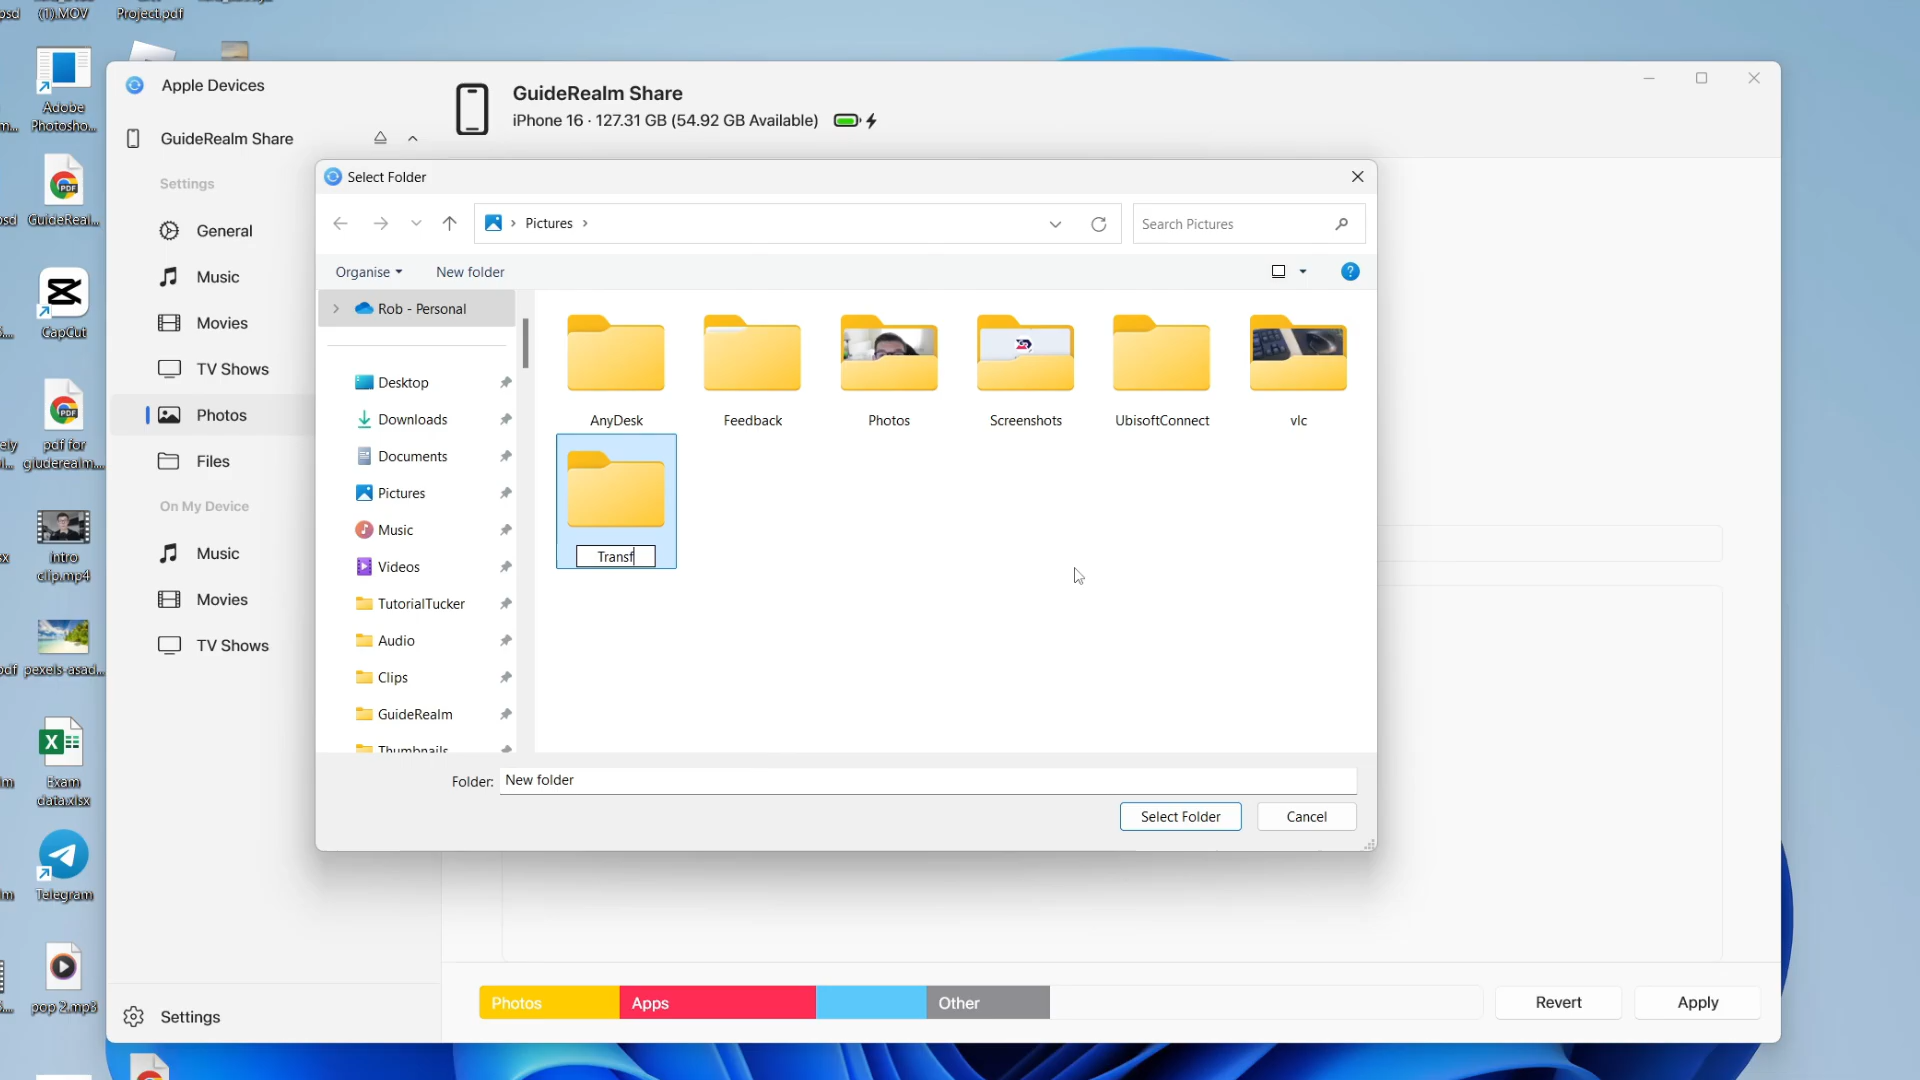 (1).MOV
Project.pdf
Adobe
Photosho...
GuideReal...
CapCut
pdf for
guiderealm....
intro
clip.mp4
pexels-asad...
Exam
data.xlsx
Telegram
pop 2.mp3
Apple Devices
GuideRealm Share
Settings
General
Music
Movies
TV Shows
Photos
Files
On My Device
Music
Movies
TV Shows
Settings
GuideRealm Share
iPhone 16 · 127.31 GB (54.92 GB Available)
Select Folder
Pictures
Search Pictures
Organise
New folder
Rob - Personal
Desktop
Downloads
Documents
Pictures
Music
Videos
TutorialTucker
Audio
Clips
GuideRealm
Thumbnails
AnyDesk
Feedback
Photos
Screenshots
UbisoftConnect
vlc
Transf
Folder:
New folder
Select Folder
Cancel
Photos
Apps
Other
Revert
Apply